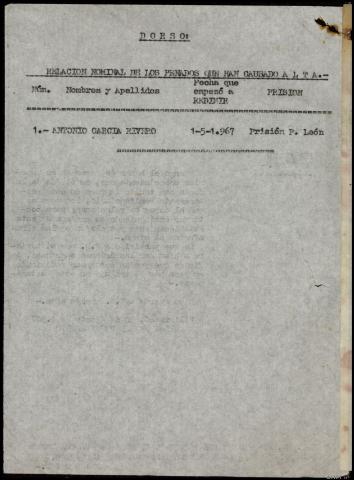 DORSO:
RELACION NOMINAL DE LOS PENADOS QUE HAN CAUSADO A L T A.-
Núm. Nombres y Apellidos Fecha que empezó a REDIMIR PRISION
1.- ANTONIO GARCIA RIVERO 1-5-1.967 Prisión P. León